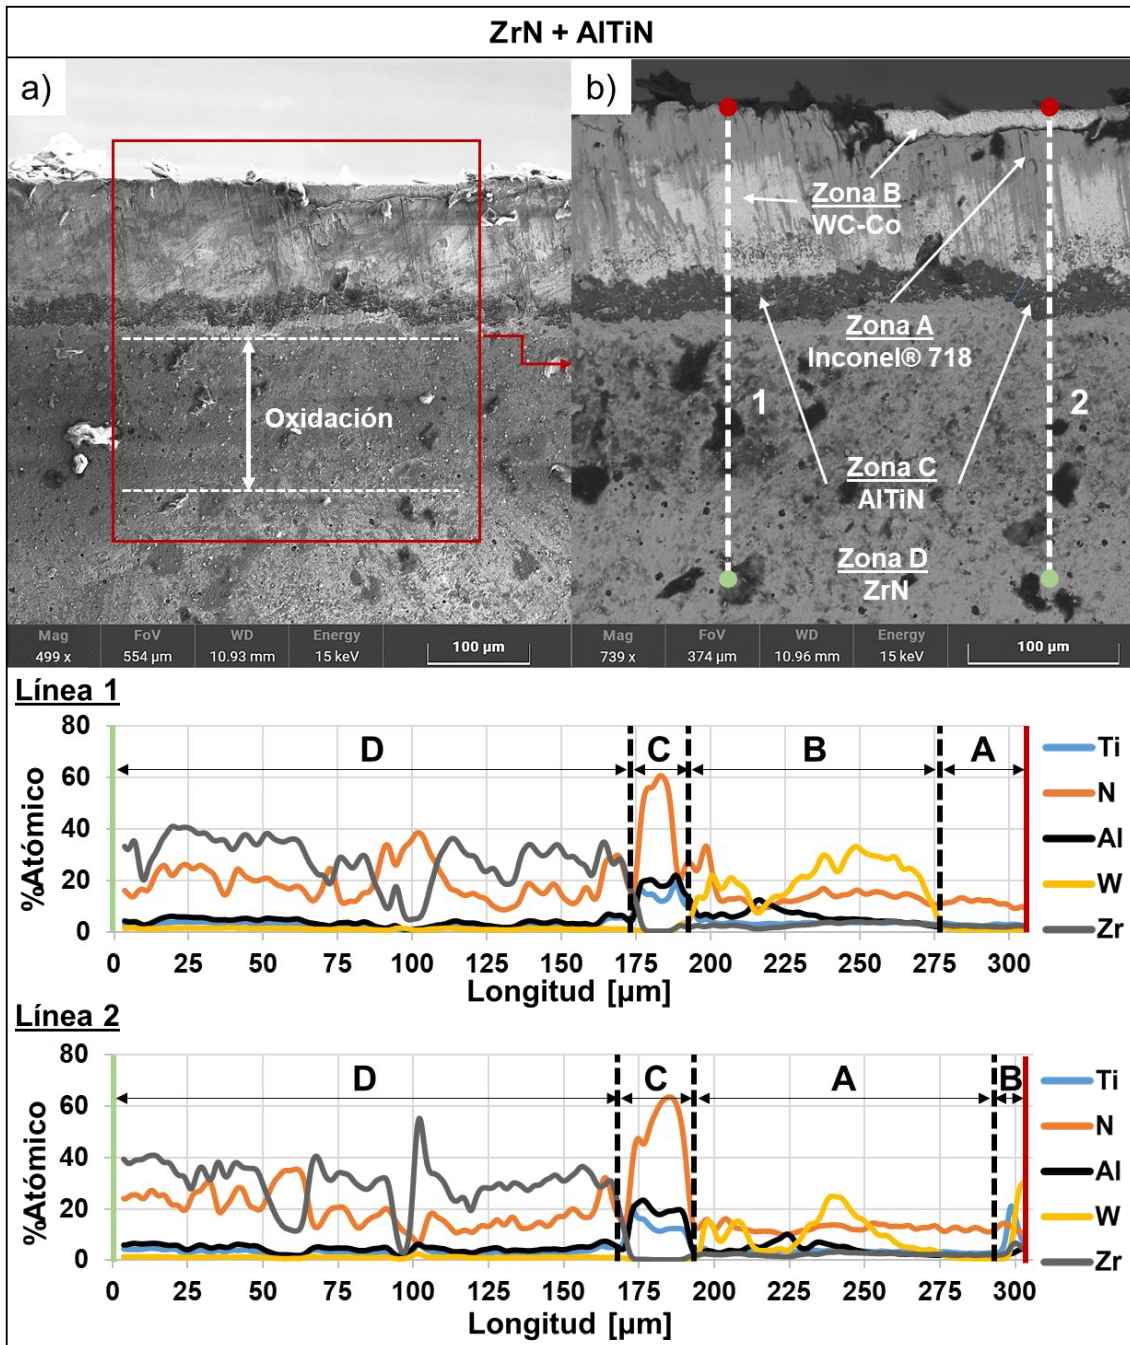 ZrN + AlTiN
a)
Oxidación
Mag FoV WD Energy
499 x 554 µm 10.93 mm 15 keV 100 µm
b)
Zona B
WC-Co
Zona A
Inconel® 718
1
2
Zona C
AlTiN
Zona D
ZrN
Mag FoV WD Energy
739 x 374 µm 10.96 mm 15 keV 100 µm
Línea 1
%Atómico
80
60
40
20
0
D C B A
0 25 50 75 100 125 150 175 200 225 250 275 300
Longitud [µm]
Ti
N
Al
W
Zr
Línea 2
%Atómico
80
60
40
20
0
D C A B
0 25 50 75 100 125 150 175 200 225 250 275 300
Longitud [µm]
Ti
N
Al
W
Zr